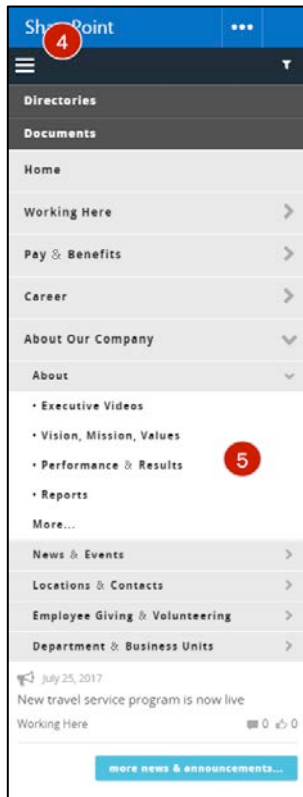 SharePoint
4
Directories
Documents
Home
Working Here
Pay & Benefits
Career
About Our Company
About
• Executive Videos
• Vision, Mission, Values
• Performance & Results
5
• Reports
More...
News & Events
Locations & Contacts
Employee Giving & Volunteering
Department & Business Units
July 25, 2017
New travel service program is now live
Working Here 0 0
more news & announcements...